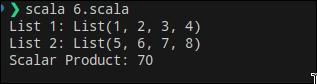 ❯ scala 6.scala
List 1: List(1, 2, 3, 4)
List 2: List(5, 6, 7, 8)
Scalar Product: 70